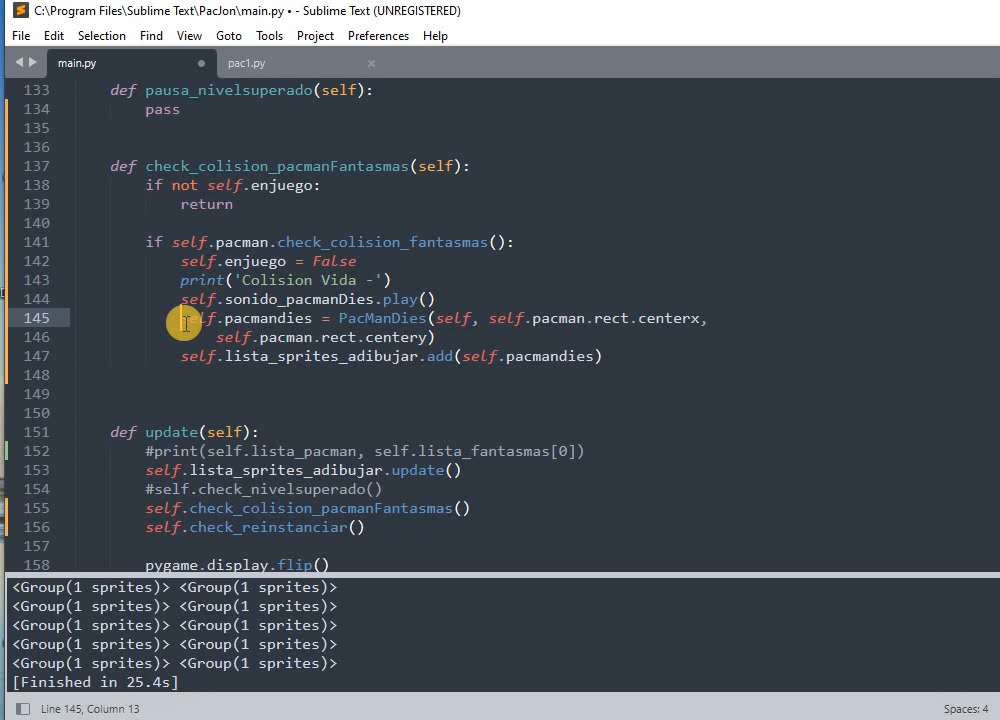 C:\Program Files\Sublime Text\PacJon\main.py • - Sublime Text (UNREGISTERED)
File Edit Selection Find View Goto Tools Project Preferences Help
main.py pac1.py
133 def pausa_nivelsuperado(self):
134 pass
135
136
137 def check_colision_pacmanFantasmas(self):
138 if not self.enjuego:
139 return
140
141 if self.pacman.check_colision_fantasmas():
142 self.enjuego = False
143 print('Colision Vida -')
144 self.sonido_pacmanDies.play()
145 self.pacmandies = PacManDies(self, self.pacman.rect.centerx,
146 self.pacman.rect.centery)
147 self.lista_sprites_adibujar.add(self.pacmandies)
148
149
150
151 def update(self):
152 #print(self.lista_pacman, self.lista_fantasmas[0])
153 self.lista_sprites_adibujar.update()
154 #self.check_nivelsuperado()
155 self.check_colision_pacmanFantasmas()
156 self.check_reinstanciar()
157
158 pygame.display.flip()
<Group(1 sprites)> <Group(1 sprites)>
<Group(1 sprites)> <Group(1 sprites)>
<Group(1 sprites)> <Group(1 sprites)>
<Group(1 sprites)> <Group(1 sprites)>
<Group(1 sprites)> <Group(1 sprites)>
[Finished in 25.4s]
Line 145, Column 13 Spaces: 4